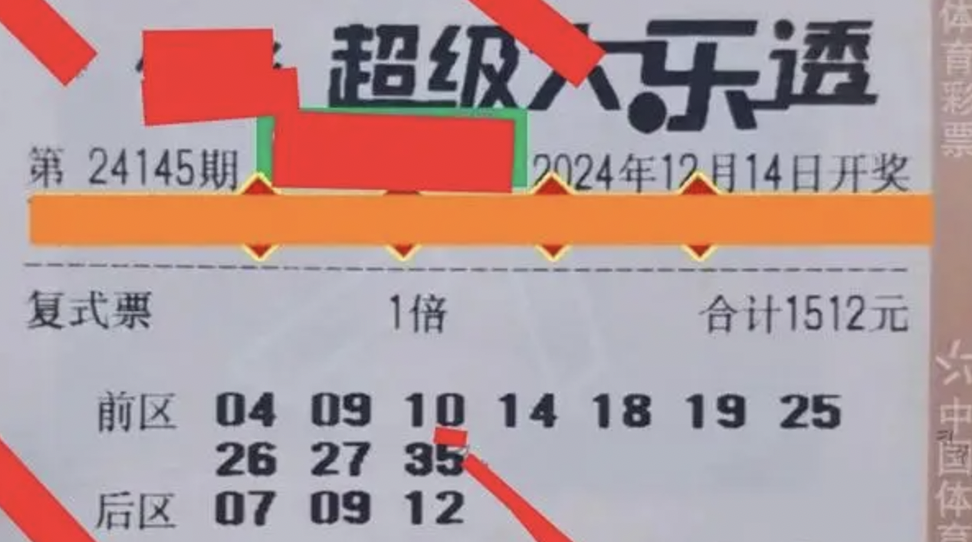 超级大乐透
第 24145期
2024年12月14日开奖
复式票 1倍 合计1512元
前区 04 09 10 14 18 19 25
26 27 35
后区 07 09 12
体育彩票
中国体育